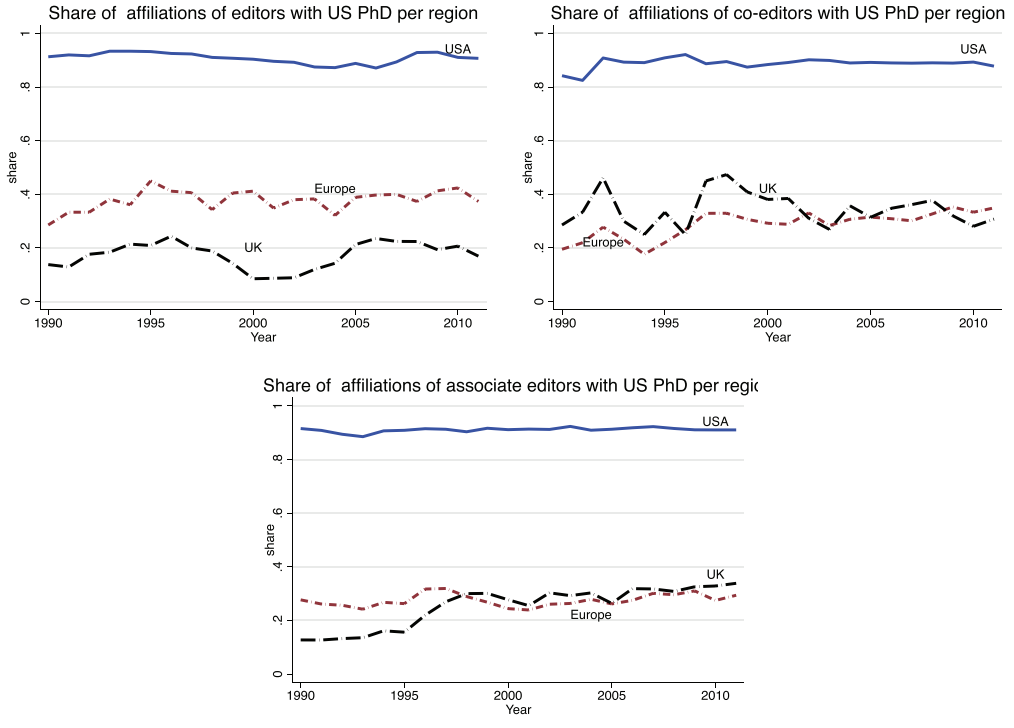 Share of  affiliations of editors with US PhD per region
1
.8
.6
.4
.2
0
share
USA
Europe
UK
1990 1995 2000 2005 2010
Year
Share of  affiliations of co-editors with US PhD per region
1
.8
.6
.4
.2
0
share
USA
UK
Europe
1990 1995 2000 2005 2010
Year
Share of  affiliations of associate editors with US PhD per regic
1
.8
.6
.4
.2
0
share
USA
UK
Europe
1990 1995 2000 2005 2010
Year